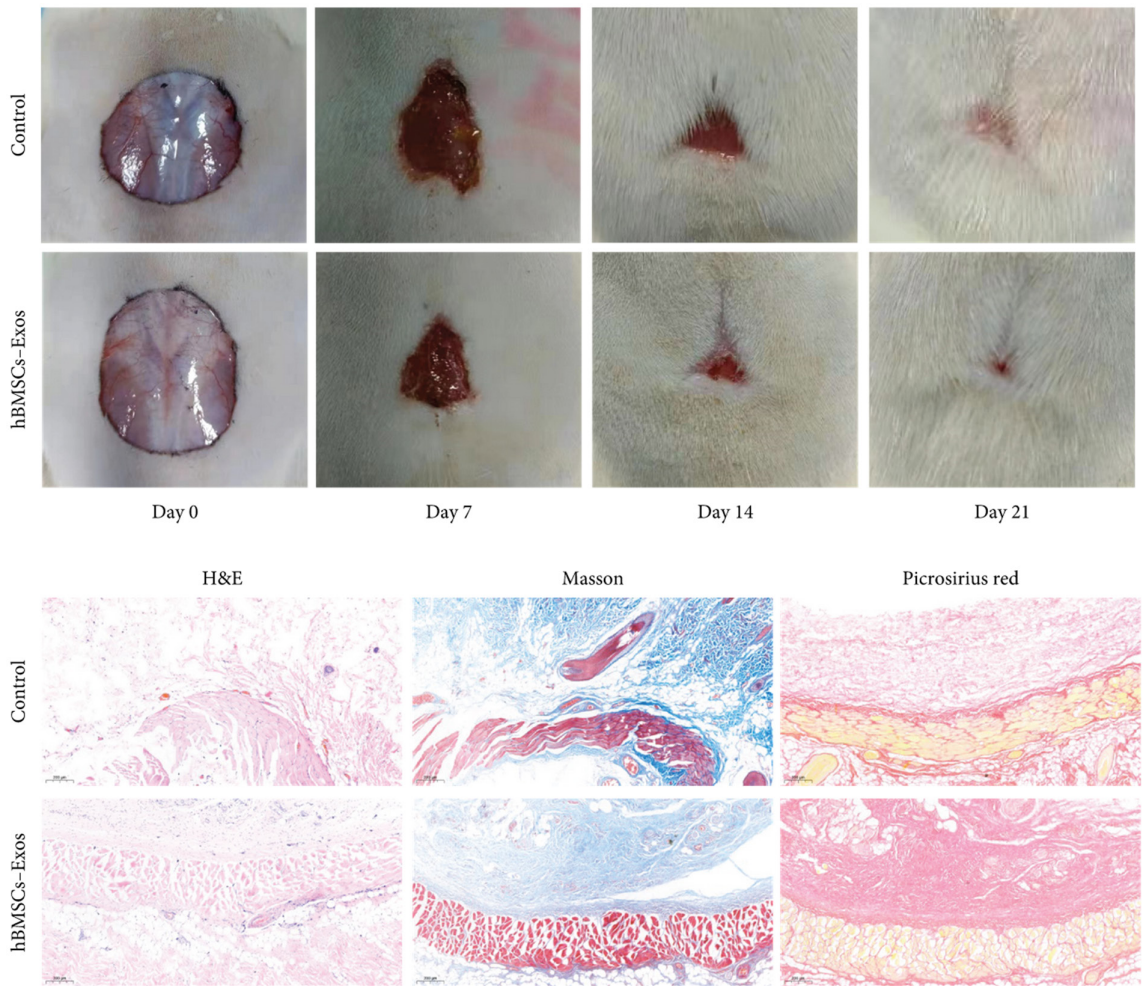 Control
hBMSCs–Exos
Day 0
Day 7
Day 14
Day 21
H&E
Masson
Picrosirius red
Control
hBMSCs–Exos